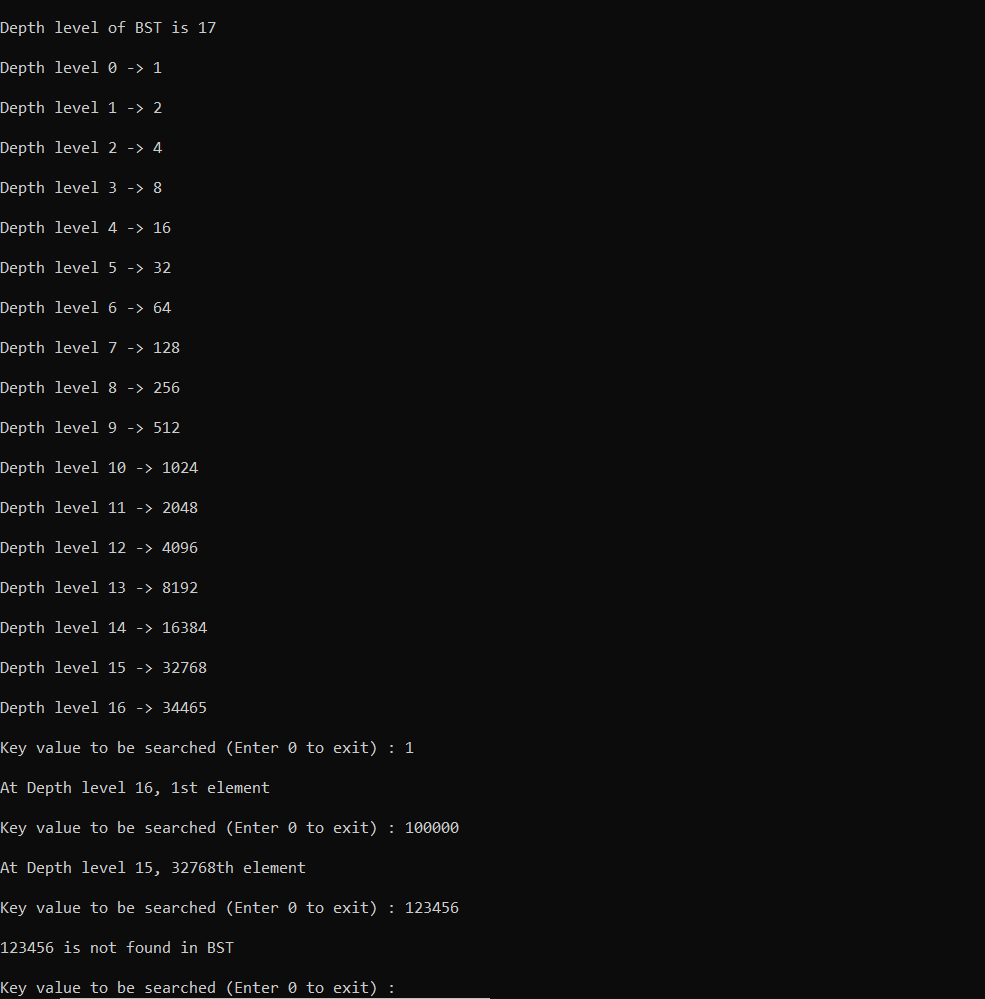 Depth level of BST is 17
Depth level 0 -> 1
Depth level 1 -> 2
Depth level 2 -> 4
Depth level 3 -> 8
Depth level 4 -> 16
Depth level 5 -> 32
Depth level 6 -> 64
Depth level 7 -> 128
Depth level 8 -> 256
Depth level 9 -> 512
Depth level 10 -> 1024
Depth level 11 -> 2048
Depth level 12 -> 4096
Depth level 13 -> 8192
Depth level 14 -> 16384
Depth level 15 -> 32768
Depth level 16 -> 34465
Key value to be searched (Enter 0 to exit) : 1
At Depth level 16, 1st element
Key value to be searched (Enter 0 to exit) : 100000
At Depth level 15, 32768th element
Key value to be searched (Enter 0 to exit) : 123456
123456 is not found in BST
Key value to be searched (Enter 0 to exit) :